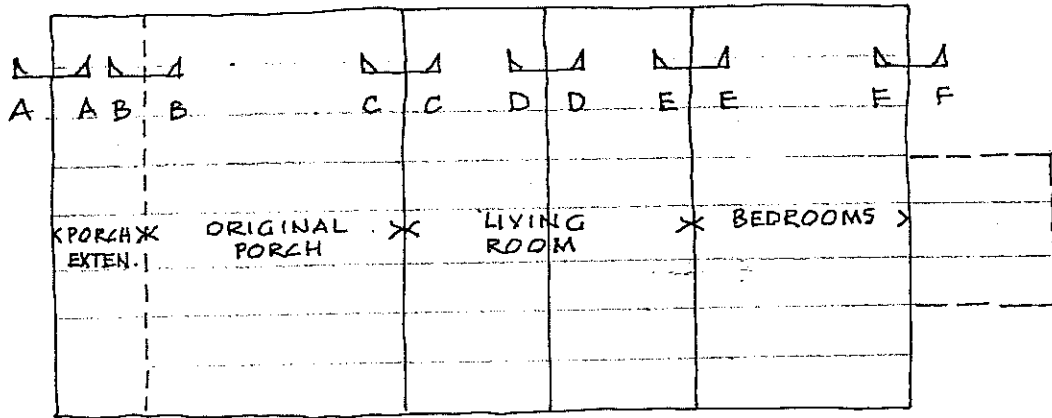 A A B B C C D D E E F F
<PORCH EXTEN.
ORIGINAL PORCH
LIVING ROOM
BEDROOMS